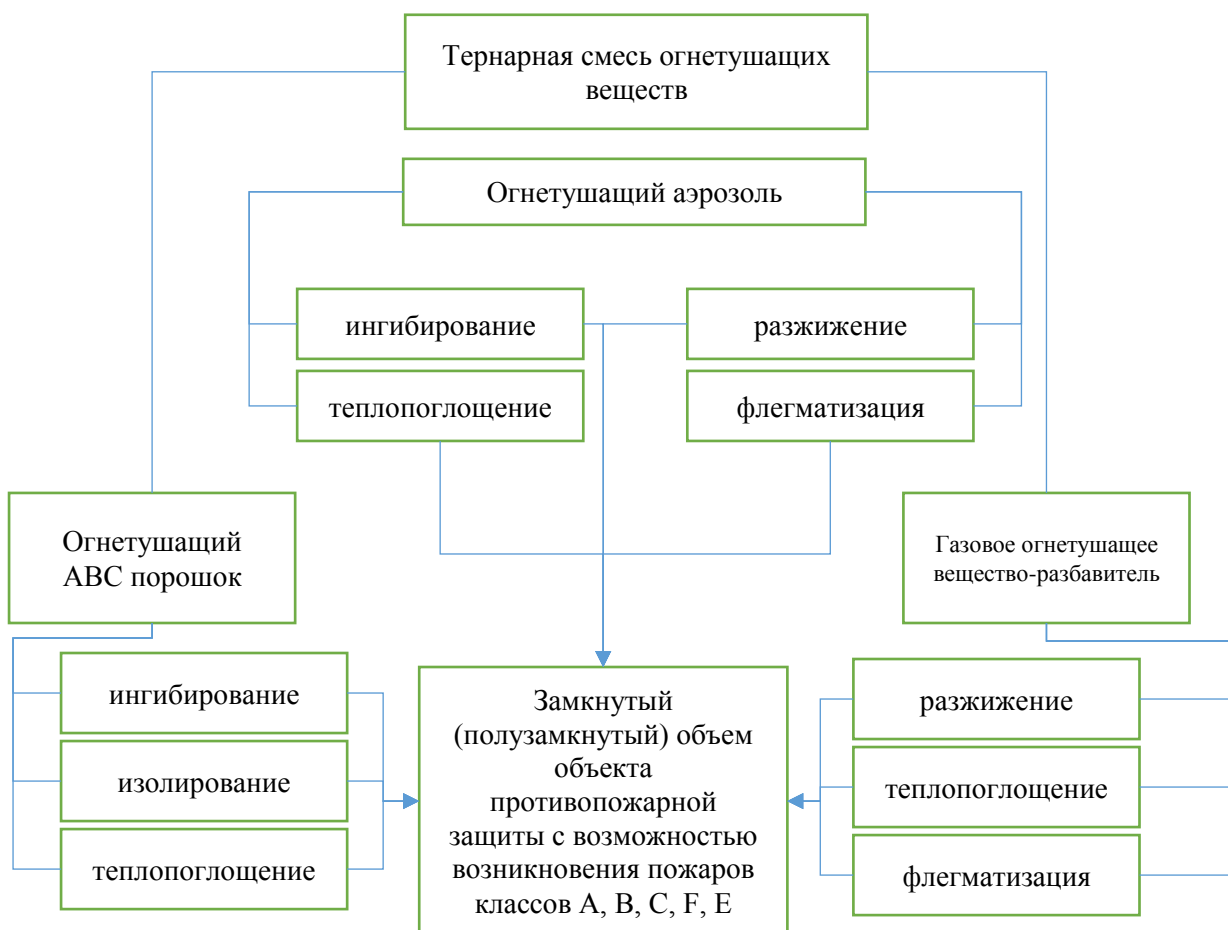 Тернарная смесь огнетушащих
веществ
Огнетушащий аэрозоль
ингибирование
разжижение
теплопоглощение
флегматизация
Огнетушащий
АВС порошок
Газовое огнетушащее
вещество-разбавитель
ингибирование
изолирование
теплопоглощение
Замкнутый
(полузамкнутый) объем
объекта
противопожарной
защиты с возможностью
возникновения пожаров
классов А, В, С, F, E
разжижение
теплопоглощение
флегматизация